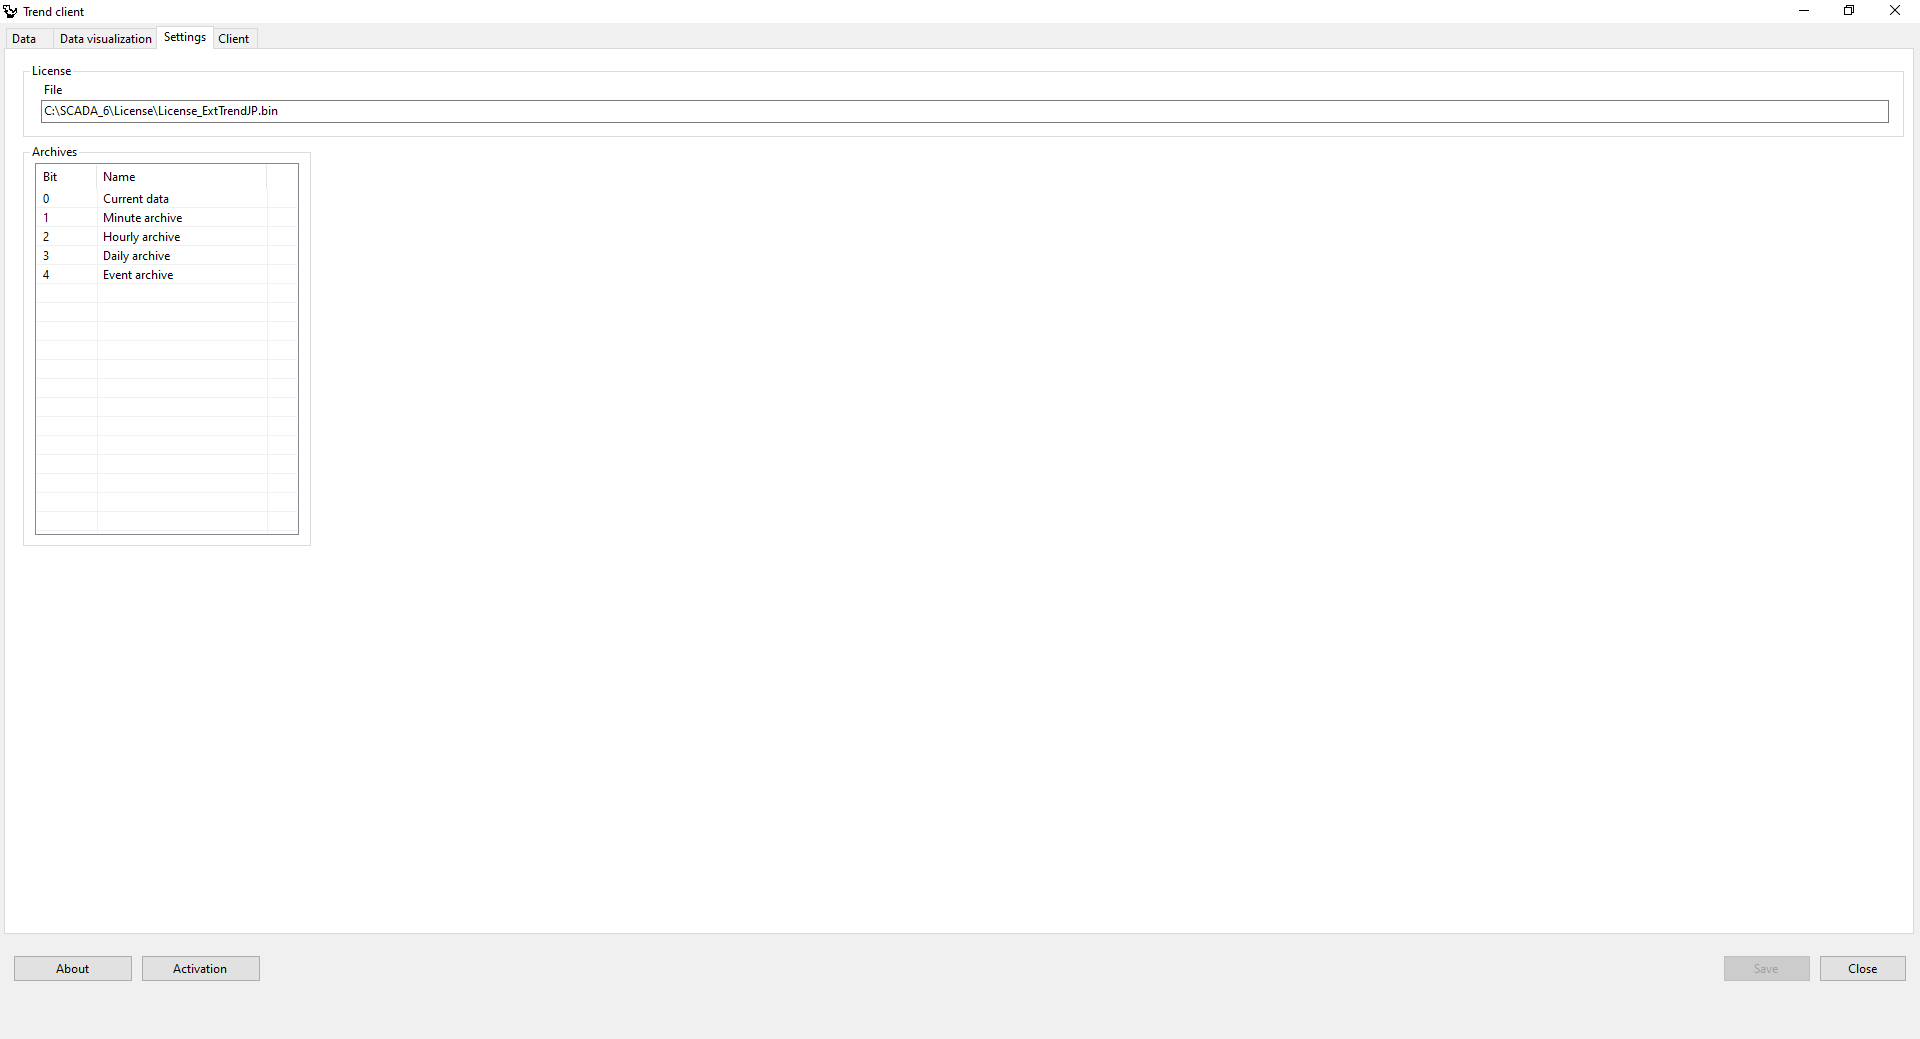 Trend client
Data Data visualization Settings Client
License
File
C:\SCADA_6\License\License_ExtTrendJP.bin
Archives
Bit Name
0 Current data
1 Minute archive
2 Hourly archive
3 Daily archive
4 Event archive
About Activation Save Close